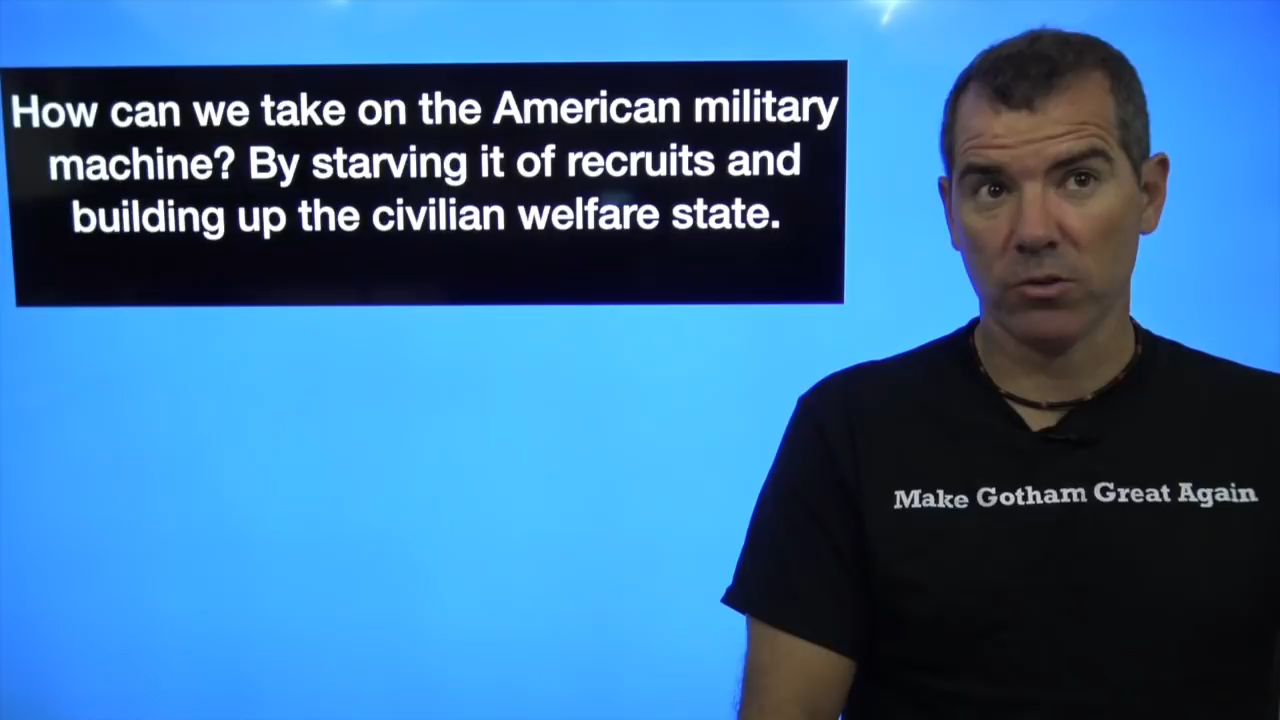 How can we take on the American military
machine? By starving it of recruits and
building up the civilian welfare state.
Make Gotham Great Again